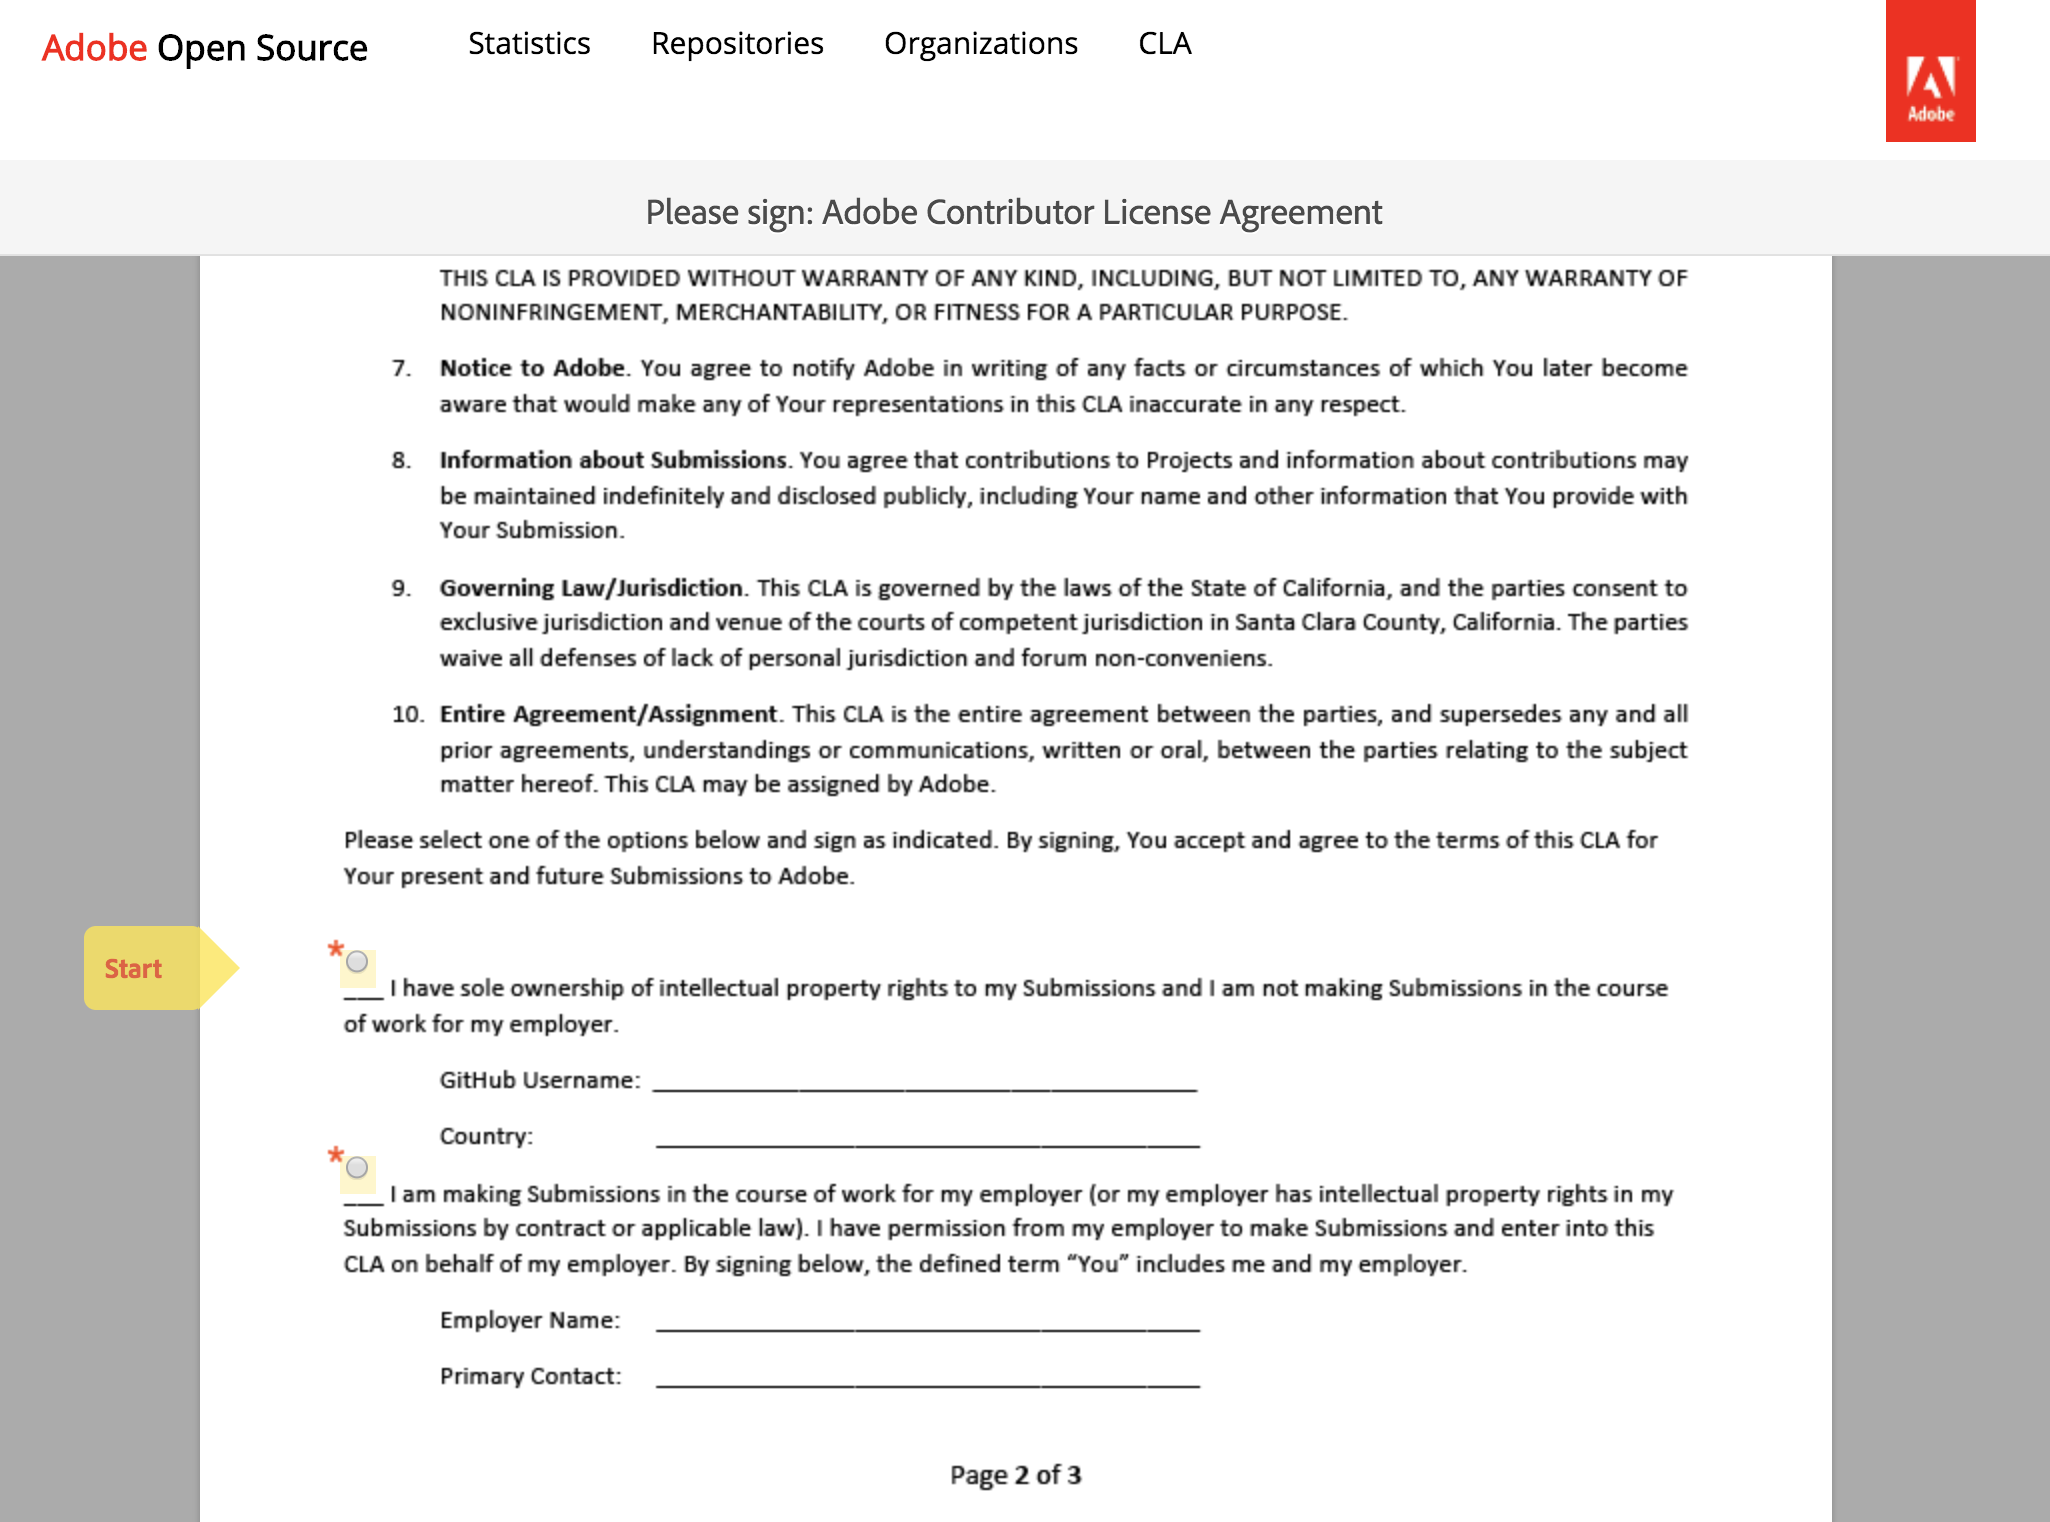 Adobe Open Source Statistics Repositories Organizations CLA
Adobe
Please sign: Adobe Contributor License Agreement
THIS CLA IS PROVIDED WITHOUT WARRANTY OF ANY KIND, INCLUDING, BUT NOT LIMITED TO, ANY WARRANTY OF
NONINFRINGEMENT, MERCHANTABILITY, OR FITNESS FOR A PARTICULAR PURPOSE.
7. Notice to Adobe. You agree to notify Adobe in writing of any facts or circumstances of which You later become
aware that would make any of Your representations in this CLA inaccurate in any respect.
8. Information about Submissions. You agree that contributions to Projects and information about contributions may
be maintained indefinitely and disclosed publicly, including Your name and other information that You provide with
Your Submission.
9. Governing Law/Jurisdiction. This CLA is governed by the laws of the State of California, and the parties consent to
exclusive jurisdiction and venue of the courts of competent jurisdiction in Santa Clara County, California. The parties
waive all defenses of lack of personal jurisdiction and forum non-conveniens.
10. Entire Agreement/Assignment. This CLA is the entire agreement between the parties, and supersedes any and all
prior agreements, understandings or communications, written or oral, between the parties relating to the subject
matter hereof. This CLA may be assigned by Adobe.
Please select one of the options below and sign as indicated. By signing, You accept and agree to the terms of this CLA for
Your present and future Submissions to Adobe.
Start
*
___ I have sole ownership of intellectual property rights to my Submissions and I am not making Submissions in the course
of work for my employer.
GitHub Username: ____________________
Country: ____________________
*
___ I am making Submissions in the course of work for my employer (or my employer has intellectual property rights in my
Submissions by contract or applicable law). I have permission from my employer to make Submissions and enter into this
CLA on behalf of my employer. By signing below, the defined term “You” includes me and my employer.
Employer Name: ____________________
Primary Contact: ____________________
Page 2 of 3